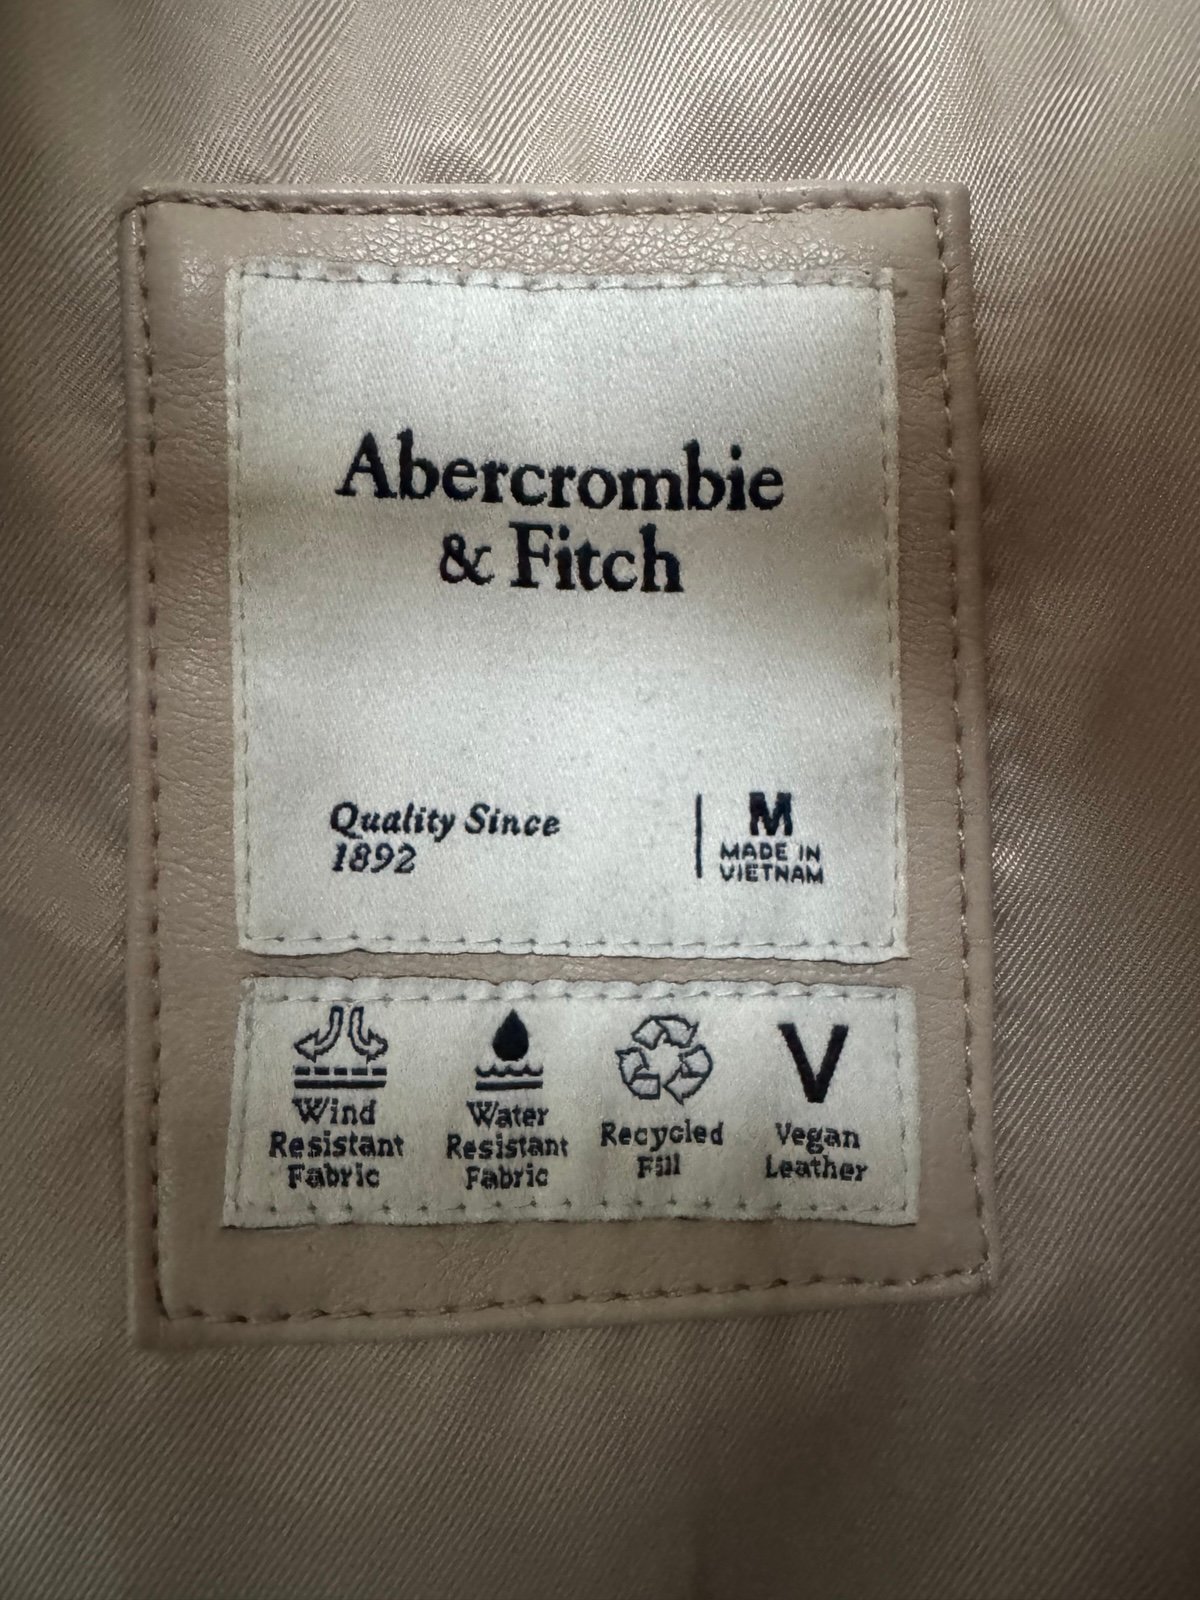 Abercrombie
& Fitch
Quality Since
1892
M
MADE IN
VIETNAM
Wind
Resistant
Fabric
Water
Resistant
Fabric
Recycled
Fill
V
Vegan
Leather